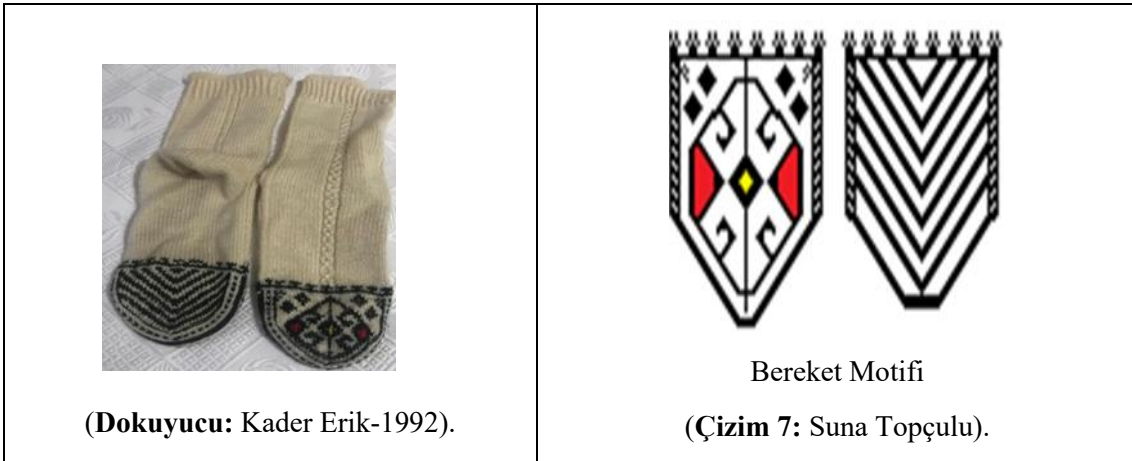 (Dokuyucu: Kader Erik-1992).
Bereket Motifi
(Çizim 7: Suna Topçulu).